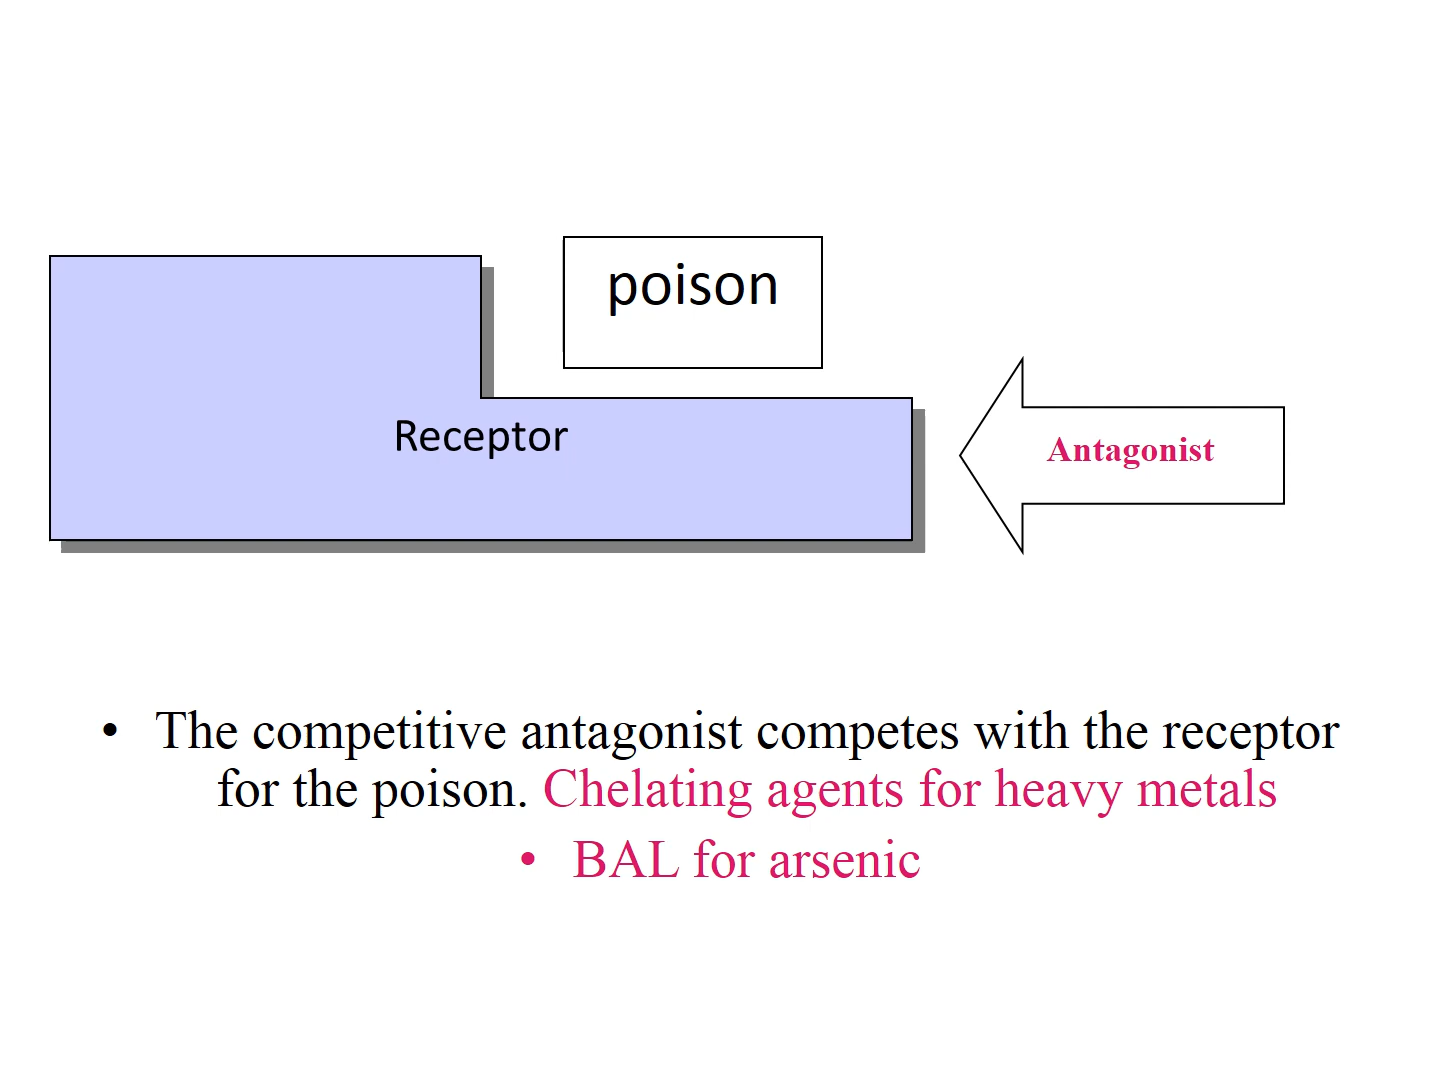 poison
Receptor
Antagonist
• The competitive antagonist competes with the receptor
for the poison. Chelating agents for heavy metals
• BAL for arsenic